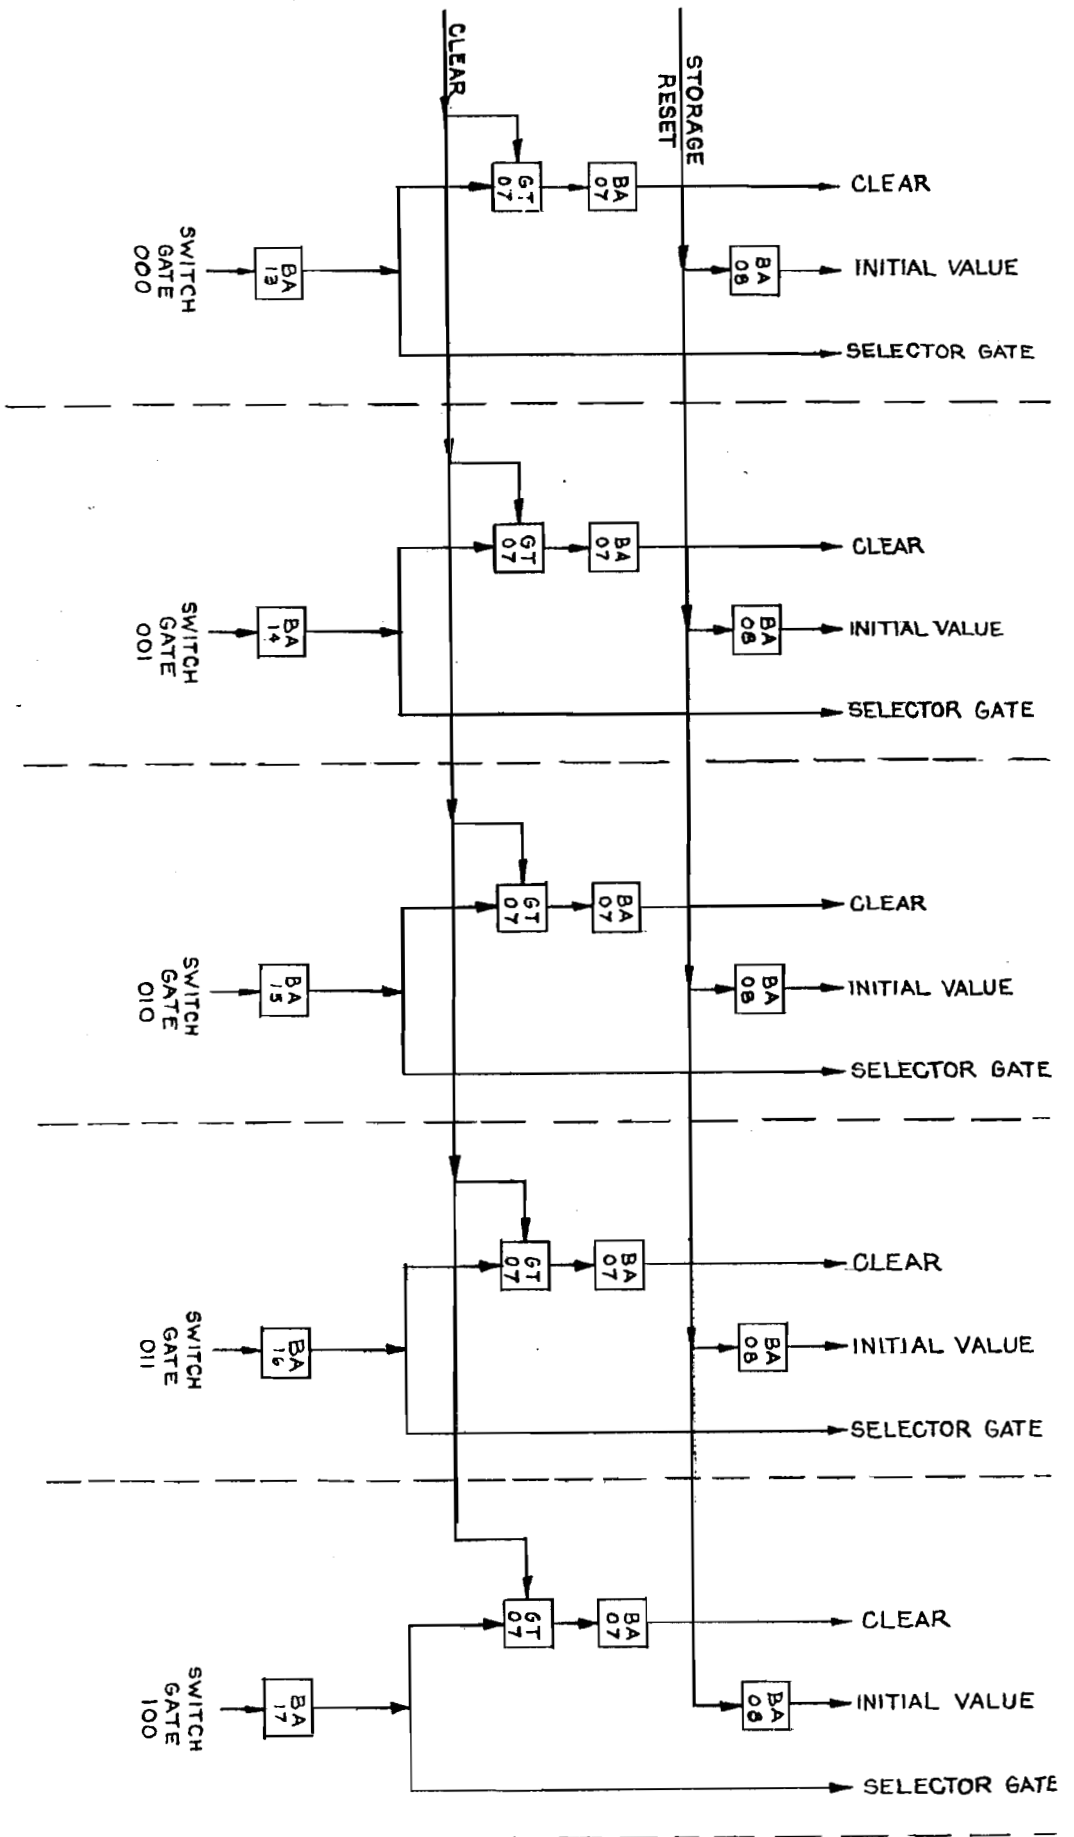 CLEAR
STORAGE
RESET
GT
07
BA
07
CLEAR
SWITCH
GATE
000
BA
13
BA
08
INITIAL VALUE
SELECTOR GATE
GT
07
BA
07
CLEAR
SWITCH
GATE
001
BA
14
BA
08
INITIAL VALUE
SELECTOR GATE
GT
07
BA
07
CLEAR
SWITCH
GATE
010
BA
15
BA
08
INITIAL VALUE
SELECTOR GATE
GT
07
BA
07
CLEAR
SWITCH
GATE
011
BA
16
BA
08
INITIAL VALUE
SELECTOR GATE
GT
07
BA
07
CLEAR
SWITCH
GATE
100
BA
17
BA
08
INITIAL VALUE
SELECTOR GATE